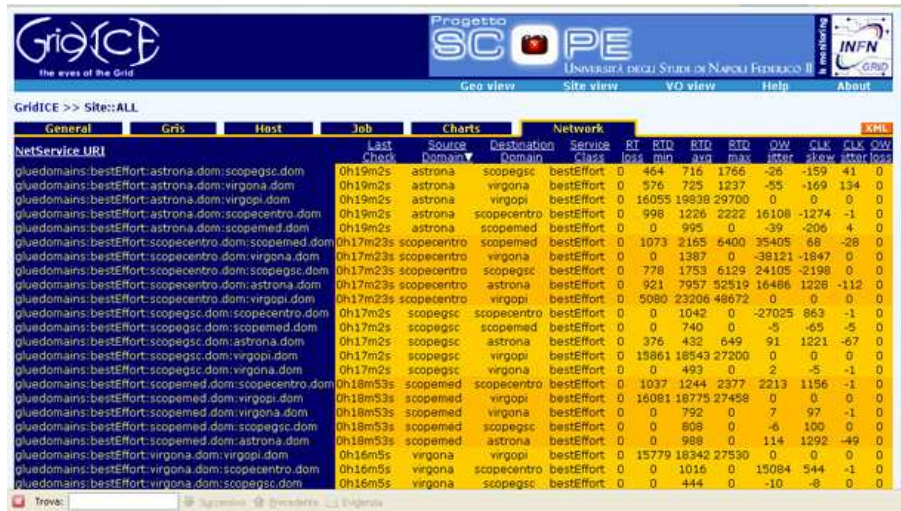 GridICE
the eyes of the Grid
Progetto
SCOPE
UNIVERSITÀ DEGLI STUDI DI NAPOLI FEDERICO II
is monitoring
INFN
GRID
Geo view Site view VO view Help About
GridICE >> Site::ALL
General Gris Host Job Charts Network XML
NetService URI Last Check Source Domain▼ Destination Domain Service Class RT loss RTD min RTD avg RTD max OW jitter CLK skew CLK jitter OW loss
gluedomains:bestEffort:astrona.dom:scopegsc.dom 0h19m2s astrona scopegsc bestEffort 0 464 716 1766 -26 -159 41 0
gluedomains:bestEffort:astrona.dom:virgona.dom 0h19m2s astrona virgona bestEffort 0 576 725 1237 -55 -169 134 0
gluedomains:bestEffort:astrona.dom:virgopi.dom 0h19m2s astrona virgopi bestEffort 0 16055 19838 29700 0 0 0 0
gluedomains:bestEffort:astrona.dom:scopecentro.dom 0h19m2s astrona scopecentro bestEffort 0 998 1226 2222 16108 -1274 -1 0
gluedomains:bestEffort:astrona.dom:scopemed.dom 0h19m2s astrona scopemed bestEffort 0 0 995 0 -39 -206 4 0
gluedomains:bestEffort:scopecentro.dom:scopemed.dom 0h17m23s scopecentro scopemed bestEffort 0 1073 2165 6400 35405 68 -28 0
gluedomains:bestEffort:scopecentro.dom:virgona.dom 0h17m23s scopecentro virgona bestEffort 0 0 1387 0 -38121 -1847 0 0
gluedomains:bestEffort:scopecentro.dom:scopegsc.dom 0h17m23s scopecentro scopegsc bestEffort 0 778 1753 6129 24105 -2198 0 0
gluedomains:bestEffort:scopecentro.dom:astrona.dom 0h17m23s scopecentro astrona bestEffort 0 921 7957 52519 16486 1228 -112 0
gluedomains:bestEffort:scopecentro.dom:virgopi.dom 0h17m23s scopecentro virgopi bestEffort 0 5080 23206 48672 0 0 0 0
gluedomains:bestEffort:scopegsc.dom:scopecentro.dom 0h17m2s scopegsc scopecentro bestEffort 0 0 1042 0 -27025 863 -1 0
gluedomains:bestEffort:scopegsc.dom:scopemed.dom 0h17m2s scopegsc scopemed bestEffort 0 0 740 0 -5 -65 -5 0
gluedomains:bestEffort:scopegsc.dom:astrona.dom 0h17m2s scopegsc astrona bestEffort 0 376 432 649 91 1221 -67 0
gluedomains:bestEffort:scopegsc.dom:virgopi.dom 0h17m2s scopegsc virgopi bestEffort 0 15861 18543 27200 0 0 0 0
gluedomains:bestEffort:scopegsc.dom:virgona.dom 0h17m2s scopegsc virgona bestEffort 0 0 493 0 2 -5 -1 0
gluedomains:bestEffort:scopemed.dom:scopecentro.dom 0h18m53s scopemed scopecentro bestEffort 0 1037 1244 2377 2213 1156 -1 0
gluedomains:bestEffort:scopemed.dom:virgopi.dom 0h18m53s scopemed virgopi bestEffort 0 16081 18775 27458 0 0 0 0
gluedomains:bestEffort:scopemed.dom:virgona.dom 0h18m53s scopemed virgona bestEffort 0 0 792 0 7 97 -1 0
gluedomains:bestEffort:scopemed.dom:scopegsc.dom 0h18m53s scopemed scopegsc bestEffort 0 0 808 0 -6 100 0 0
gluedomains:bestEffort:scopemed.dom:astrona.dom 0h18m53s scopemed astrona bestEffort 0 0 988 0 114 1292 -49 0
gluedomains:bestEffort:virgona.dom:virgopi.dom 0h16m5s virgona virgopi bestEffort 0 15779 18342 27530 0 0 0 0
gluedomains:bestEffort:virgona.dom:scopecentro.dom 0h16m5s virgona scopecentro bestEffort 0 0 1016 0 15084 544 -1 0
gluedomains:bestEffort:virgona.dom:scopegsc.dom 0h16m5s virgona scopegsc bestEffort 0 0 444 0 -10 -8 0 0
Trova: Successivo Precedente Evidenzia